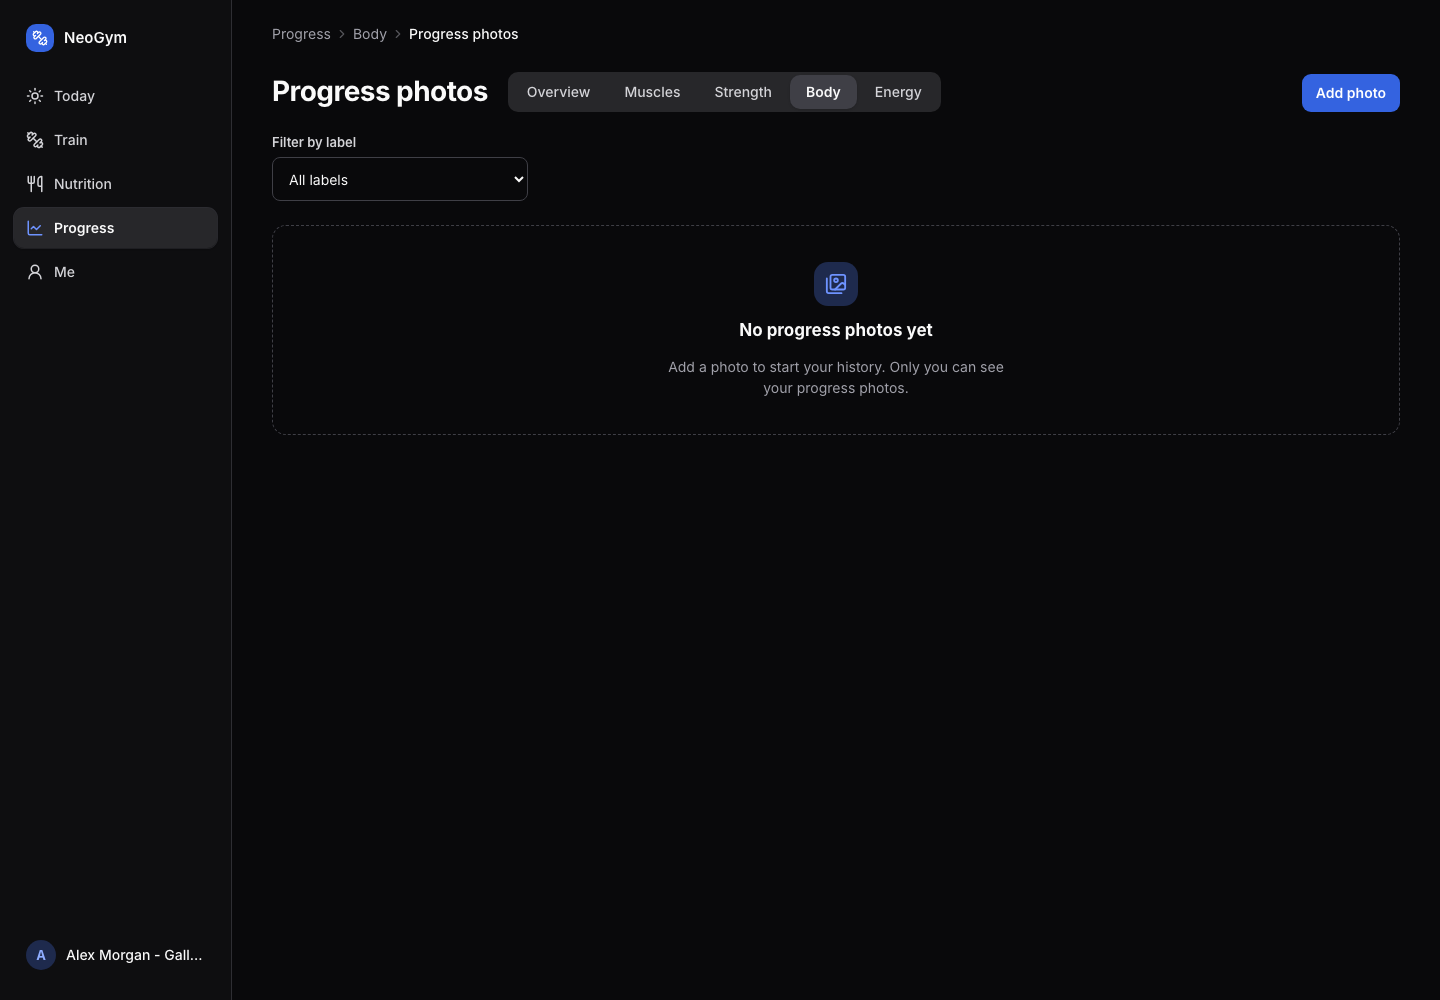 NeoGym
Today
Train
Nutrition
Progress
Me
Alex Morgan - Gall...
A
Progress > Body > Progress photos
Progress photos
Overview Muscles Strength Body Energy
Add photo
Filter by label
All labels
No progress photos yet
Add a photo to start your history. Only you can see
your progress photos.